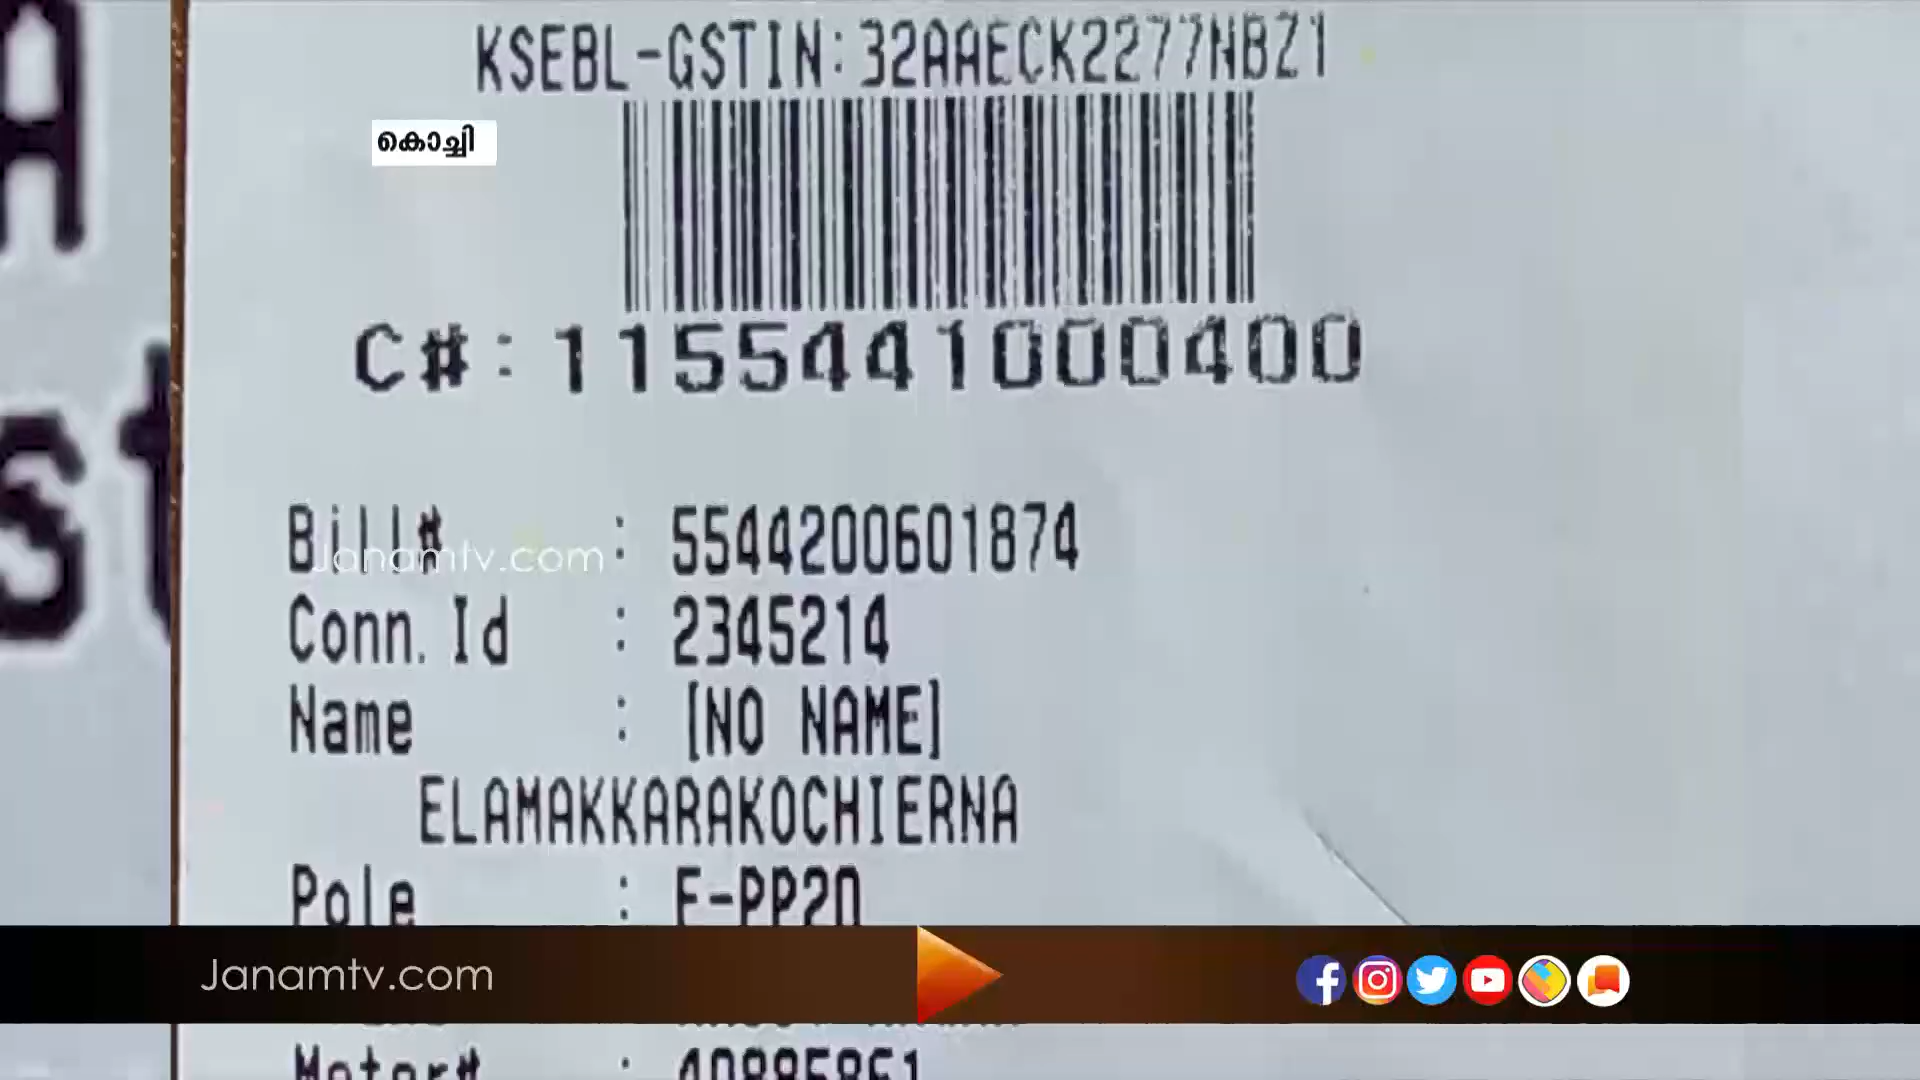 KSEBL-GSTIN:32AAECK2277NBZ1
കൊച്ചി
C#:1155441000400
Bill# : 5544200601874
Janamtv.com
Conn.Id : 2345214
Name : [NO NAME]
ELAMAKKARAKOCHIERNA
Pole : E-PP20
Janamtv.com